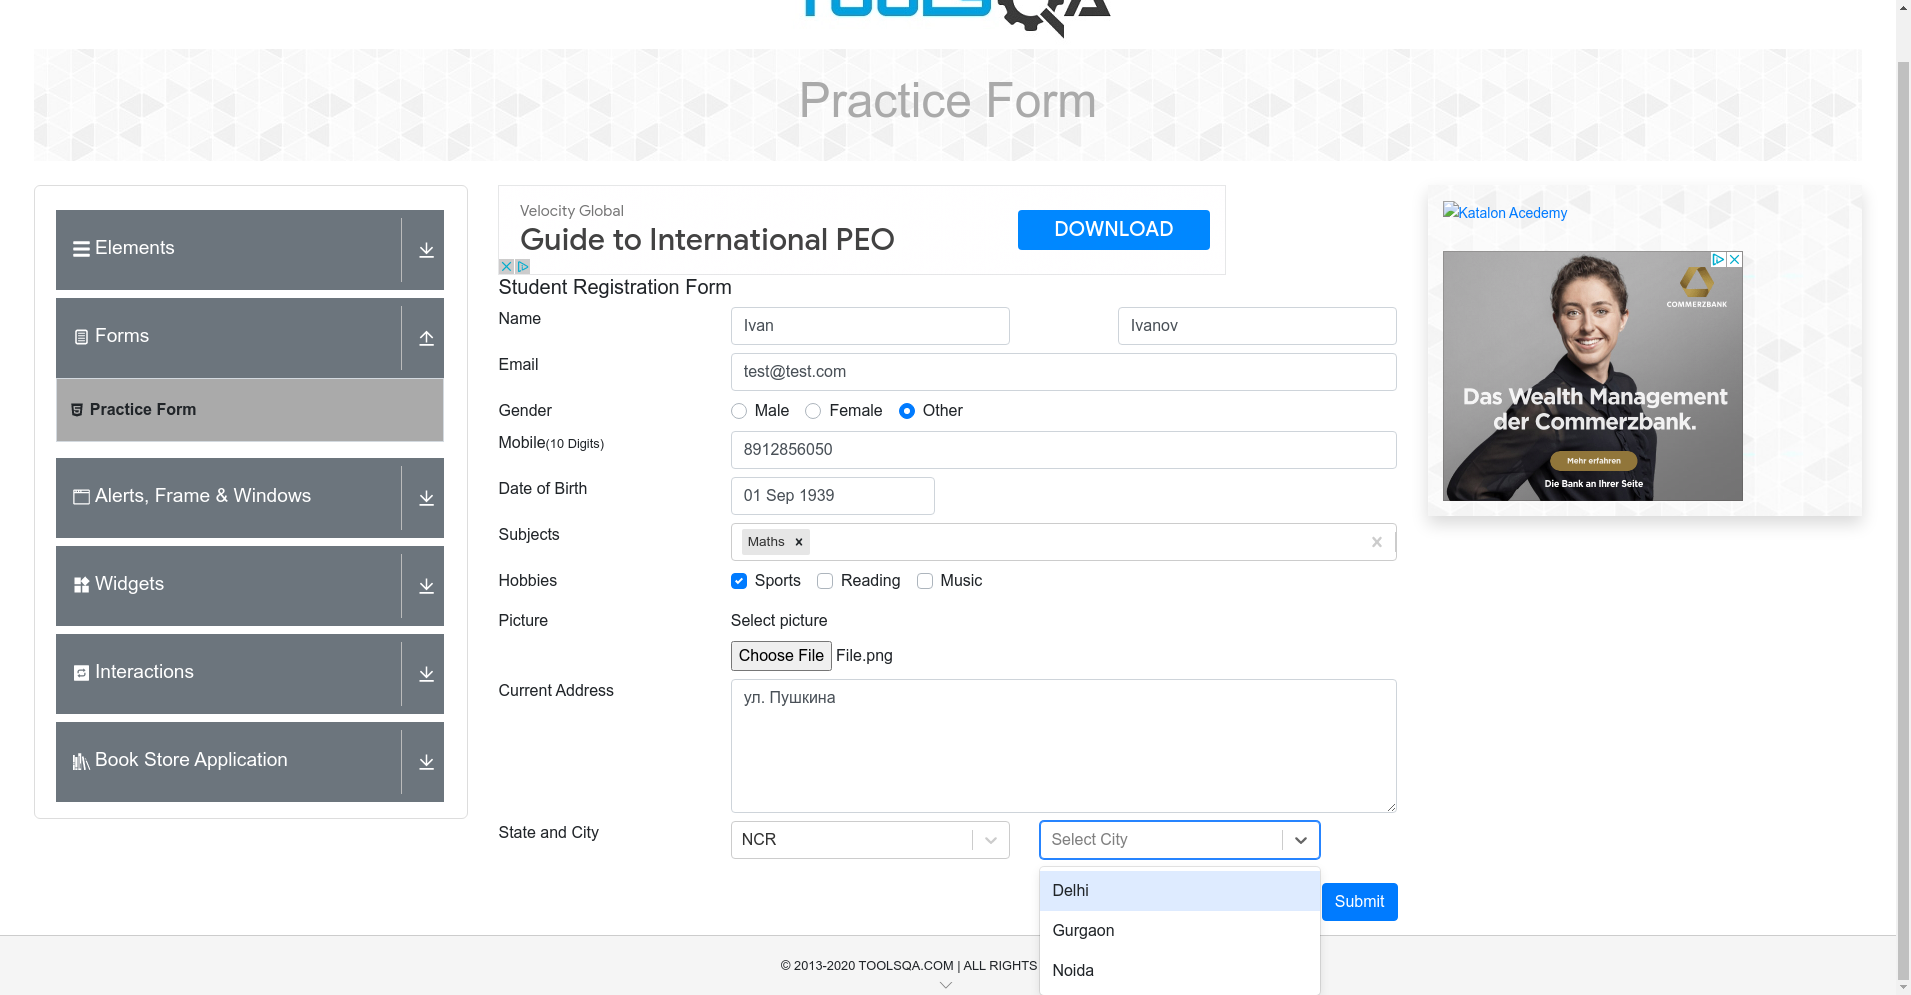 TOOLSQA
Practice Form
Elements
Forms
Practice Form
Alerts, Frame & Windows
Widgets
Interactions
Book Store Application
Velocity Global
Guide to International PEO
DOWNLOAD
Student Registration Form
Name Ivan Ivanov
Email test@test.com
Gender Male Female Other
Mobile(10 Digits) 8912856050
Date of Birth 01 Sep 1939
Subjects Maths
Hobbies Sports Reading Music
Picture Select picture
Choose File File.png
Current Address ул. Пушкина
State and City NCR Select City
Delhi
Gurgaon
Noida
Submit
Katalon Acedemy
COMMERZBANK
Das Wealth Management
der Commerzbank.
Mehr erfahren
Die Bank an Ihrer Seite
© 2013-2020 TOOLSQA.COM | ALL RIGHTS